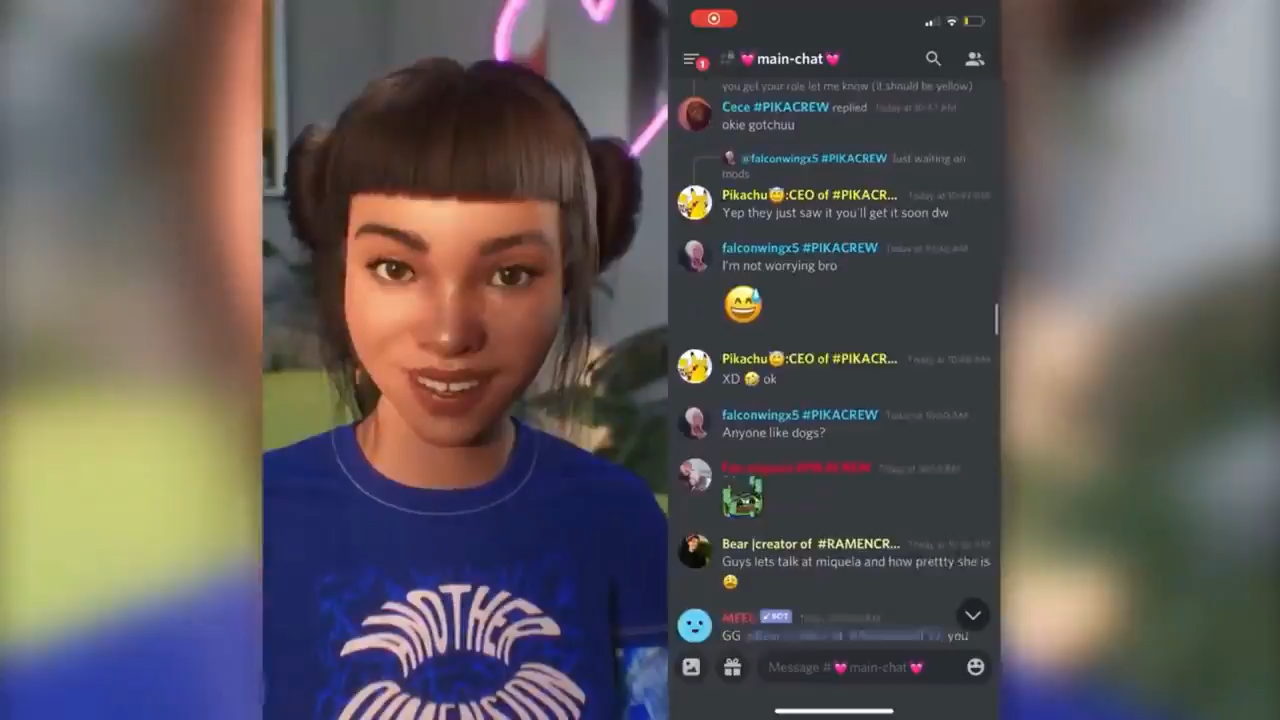 ANOTHER
DIMENSION
1
💕main-chat💕
you get your role let me know (it should be yellow)
Cece #PIKACREW replied
okie gotchuu
@falconwingx5 #PIKACREW Just waiting on
mods
Pikachu😇:CEO of #PIKACR...
Yep they just saw it you'll get it soon dw
falconwingx5 #PIKACREW
I'm not worrying bro
😅
Pikachu😇:CEO of #PIKACR...
XD 🤣 ok
falconwingx5 #PIKACREW
Anyone like dogs?
Bear |creator of #RAMENCR...
Guys lets talk at miquela and how prettty she is
😩
BOT
GG you
Message #💕main-chat💕